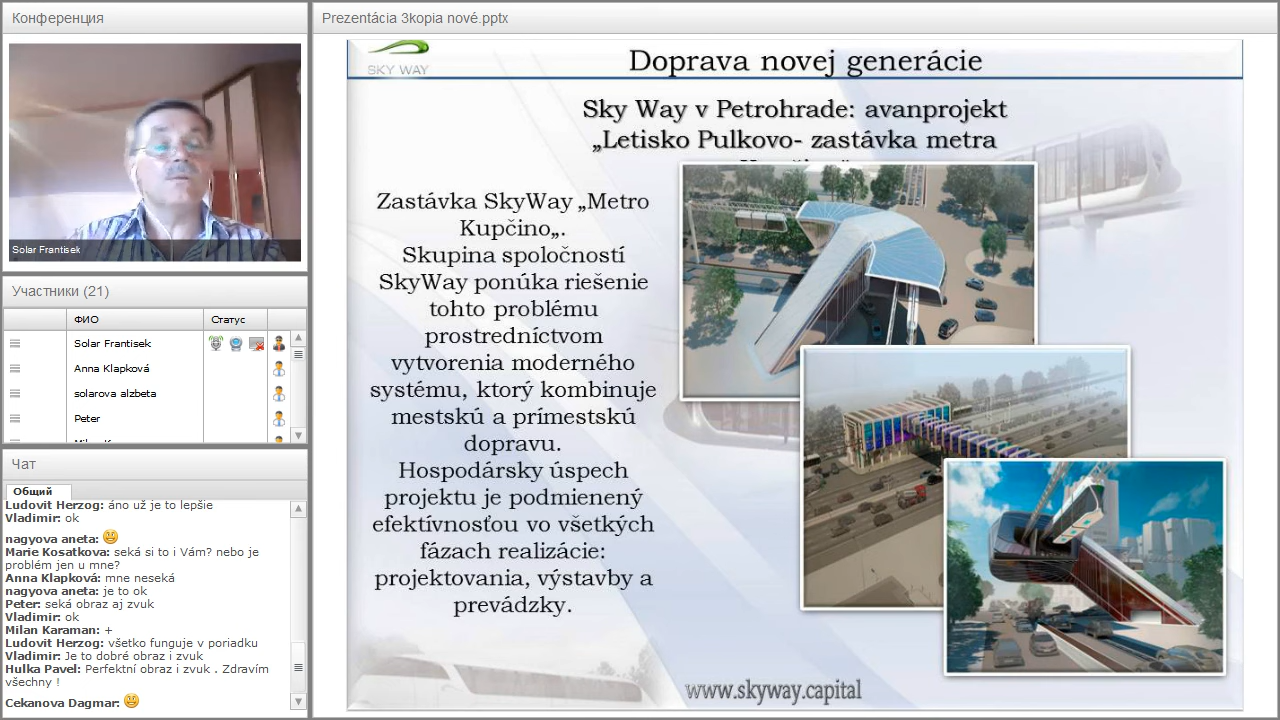 Конференция
Solar Frantisek
Участники (21)
ФИО
Статус
Solar Frantisek
Anna Klapková
solarova alzbeta
Peter
Чат
Общий
Ludovit Herzog: áno už je to lepšie
Vladimir: ok
nagyova aneta:
Marie Kosatkova: seká si to i Vám? nebo je
problém jen u mne?
Anna Klapková: mne neseká
nagyova aneta: je to ok
Peter: seká obraz aj zvuk
Vladimir: ok
Milan Karaman: +
Ludovit Herzog: všetko funguje v poriadku
Vladimir: Je to dobré obraz i zvuk
Hulka Pavel: Perfektní obraz i zvuk . Zdravím
všechny !
Cekanova Dagmar:
Prezentácia 3kopia nové.pptx
SKY WAY
Doprava novej generácie
Sky Way v Petrohrade: avanprojekt
„Letisko Pulkovo- zastávka metra
Zastávka SkyWay „Metro
Kupčino„.
Skupina spoločností
SkyWay ponúka riešenie
tohto problému
prostredníctvom
vytvorenia moderného
systému, ktorý kombinuje
mestskú a prímestskú
dopravu.
Hospodársky úspech
projektu je podmienený
efektívnosťou vo všetkých
fázach realizácie:
projektovania, výstavby a
prevádzky.
www.skyway.capital